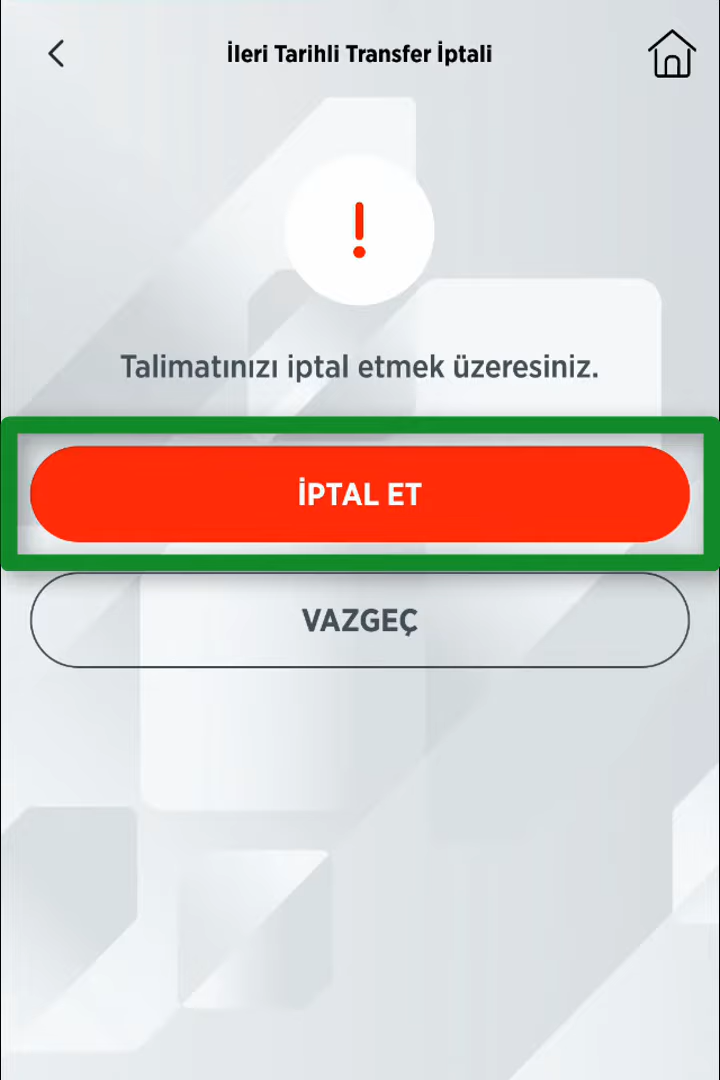 İleri Tarihli Transfer İptali
Talimatınızı iptal etmek üzeresiniz.
İPTAL ET
VAZGEÇ